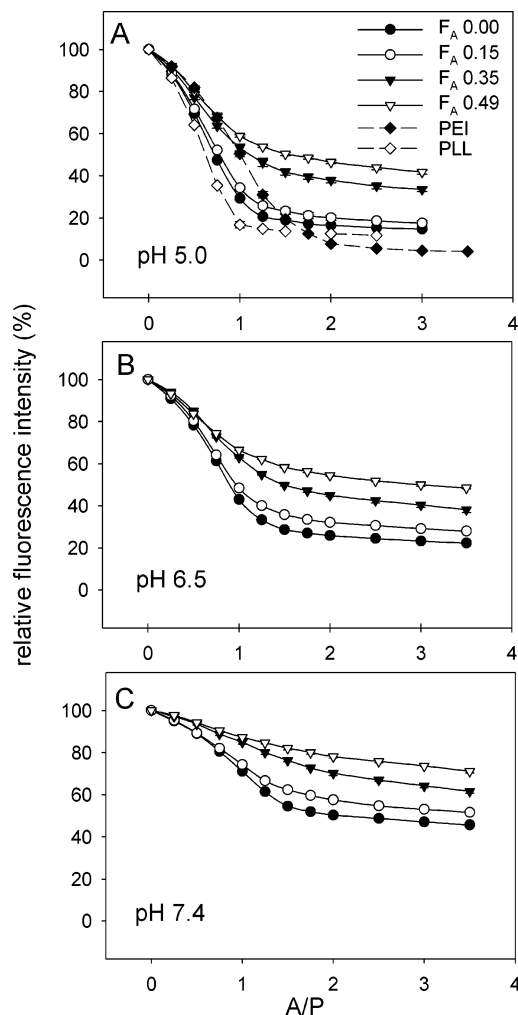 relative fluorescence intensity (%)
A
100
80
60
40
20
0
pH 5.0
F_A 0.00
F_A 0.15
F_A 0.35
F_A 0.49
PEI
PLL
0 1 2 3 4
B
100
80
60
40
20
0
pH 6.5
0 1 2 3 4
C
100
80
60
40
20
0
pH 7.4
0 1 2 3 4
A/P